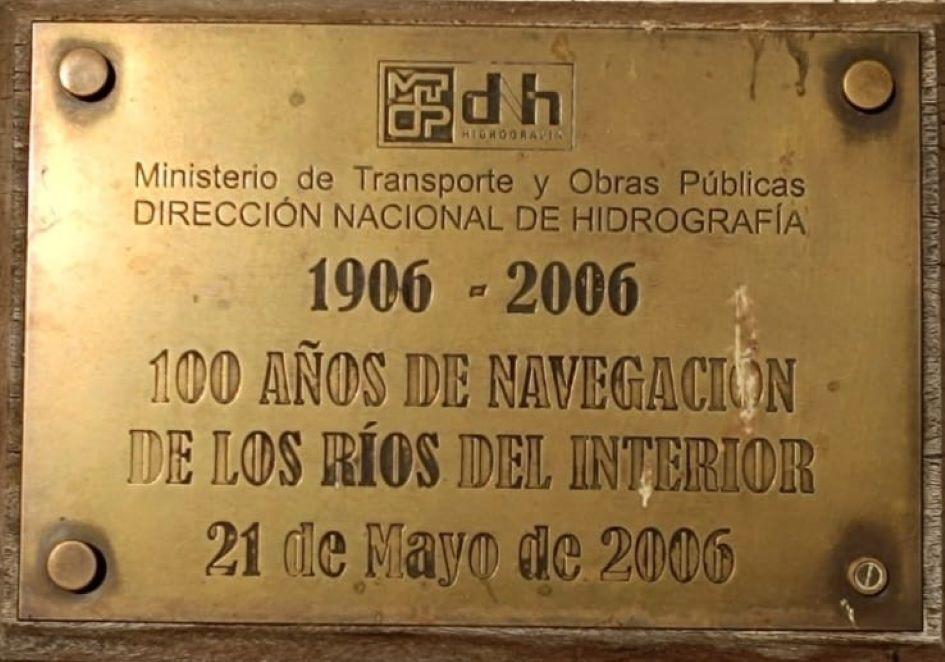 MTOP dnh
HIDROGRAFIA
Ministerio de Transporte y Obras Públicas
DIRECCIÓN NACIONAL DE HIDROGRAFÍA
1906 - 2006
100 AÑOS DE NAVEGACIÓN
DE LOS RÍOS DEL INTERIOR
21 de Mayo de 2006